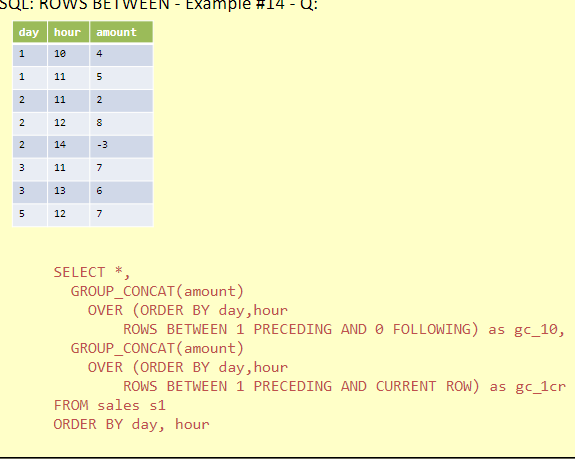 SQL: ROWS BETWEEN - Example #14 - Q:
day hour amount
1 10 4
1 11 5
2 11 2
2 12 8
2 14 -3
3 11 7
3 13 6
5 12 7
SELECT *,
GROUP_CONCAT(amount)
OVER (ORDER BY day,hour
ROWS BETWEEN 1 PRECEDING AND 0 FOLLOWING) as gc_10,
GROUP_CONCAT(amount)
OVER (ORDER BY day,hour
ROWS BETWEEN 1 PRECEDING AND CURRENT ROW) as gc_1cr
FROM sales s1
ORDER BY day, hour